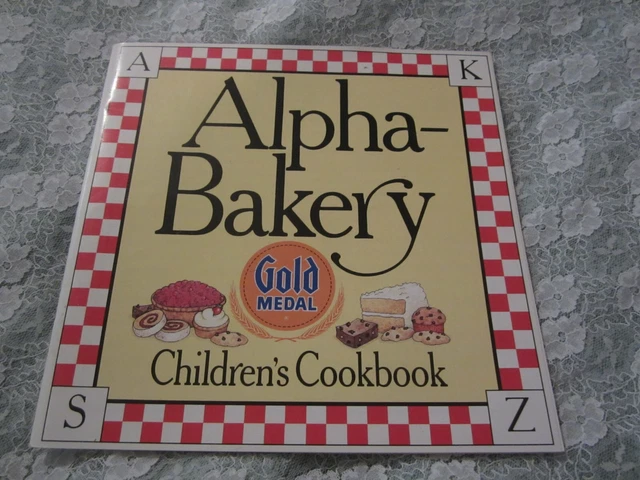 A
K
Alpha-
Bakery
Gold
MEDAL
Children's Cookbook
S
Z